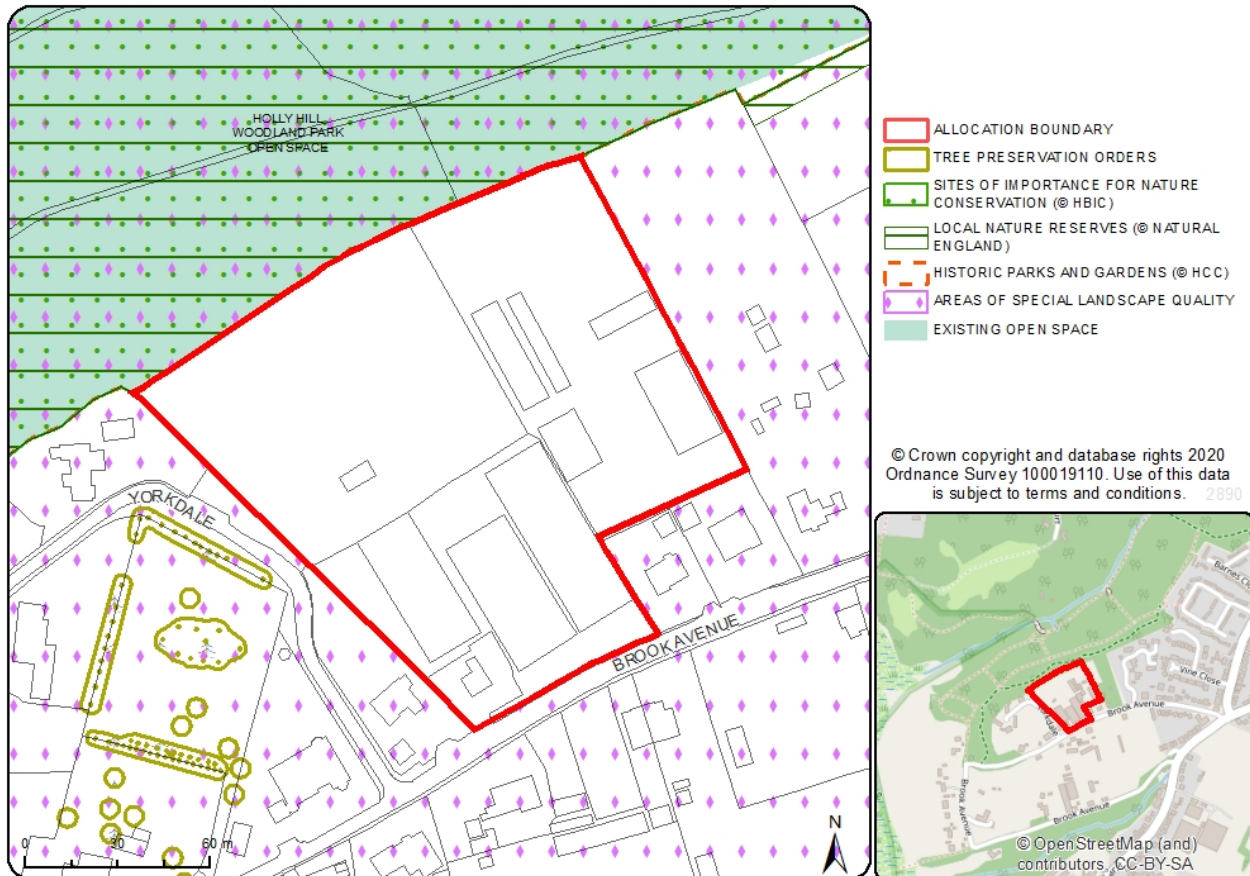 HOLLY HILL
WOODLAND PARK
OPEN SPACE
YORKDALE
BROOK AVENUE
0 30 60 m
N
ALLOCATION BOUNDARY
TREE PRESERVATION ORDERS
SITES OF IMPORTANCE FOR NATURE
CONSERVATION (© HBIC)
LOCAL NATURE RESERVES (© NATURAL
ENGLAND)
HISTORIC PARKS AND GARDENS (© HCC)
AREAS OF SPECIAL LANDSCAPE QUALITY
EXISTING OPEN SPACE
© Crown copyright and database rights 2020
Ordnance Survey 100019110. Use of this data
is subject to terms and conditions. 2890
Vine Close
Brook Avenue
Brook Avenue
Brook Avenue
© OpenStreetMap (and)
contributors, CC-BY-SA